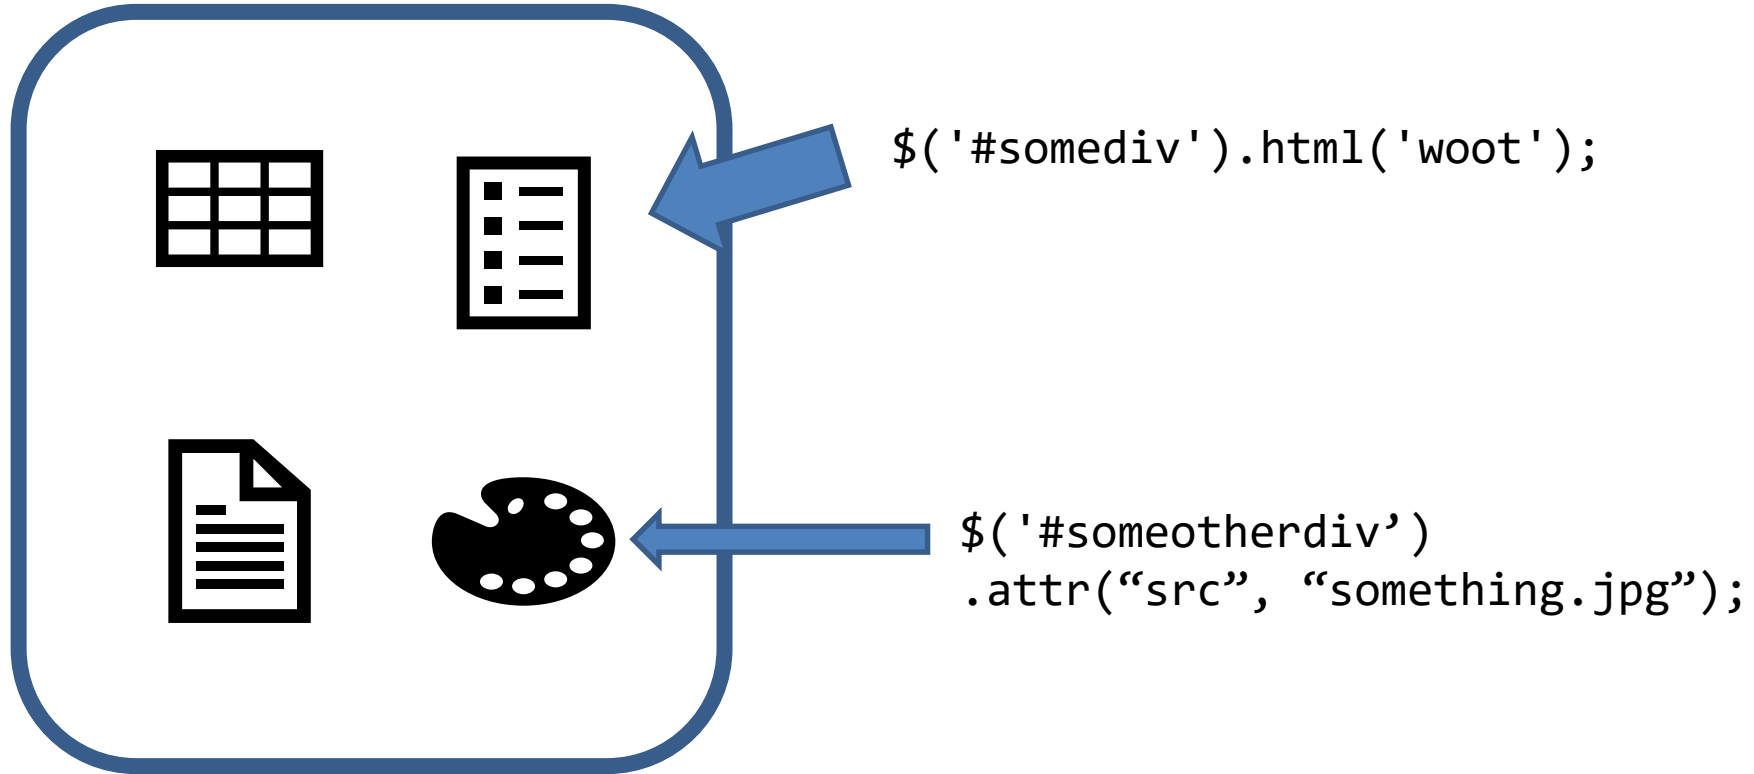 $('#somediv').html('woot');
$('#someotherdiv’)
.attr(“src”, “something.jpg”);